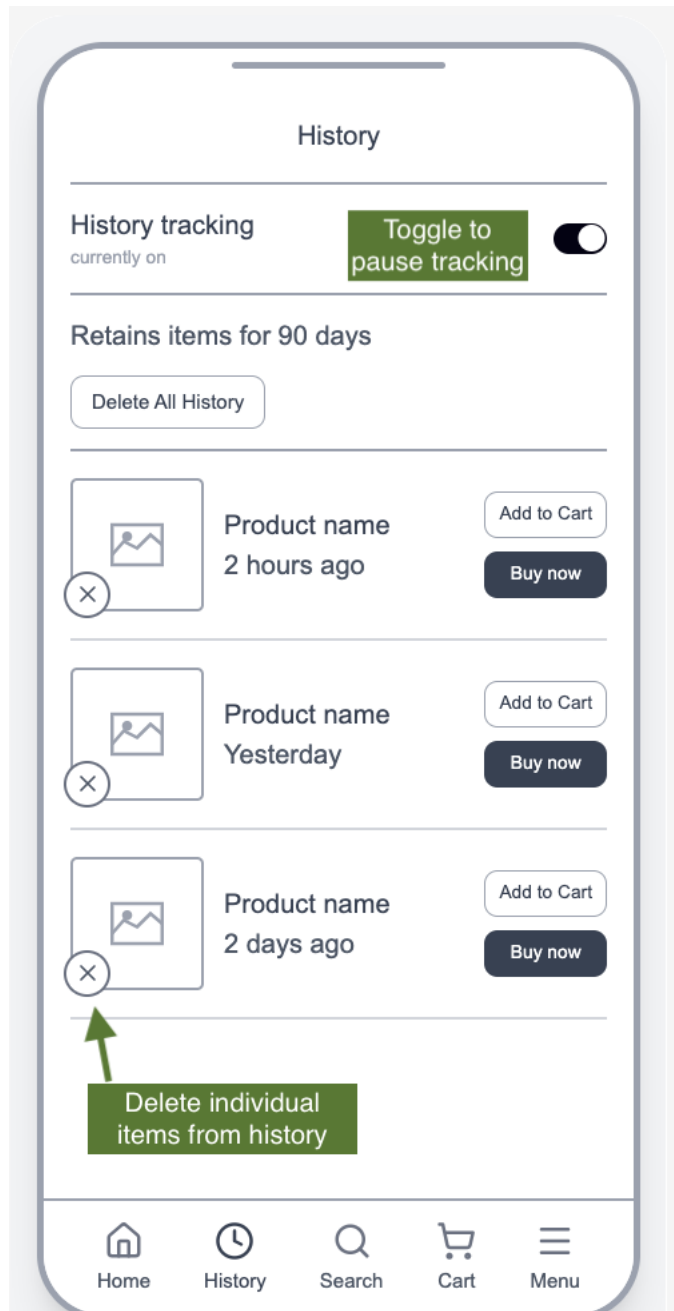 History
History tracking
currently on
Toggle to
pause tracking
Retains items for 90 days
Delete All History
Product name
2 hours ago
Add to Cart
Buy now
Product name
Yesterday
Add to Cart
Buy now
Product name
2 days ago
Add to Cart
Buy now
Delete individual
items from history
Home
History
Search
Cart
Menu